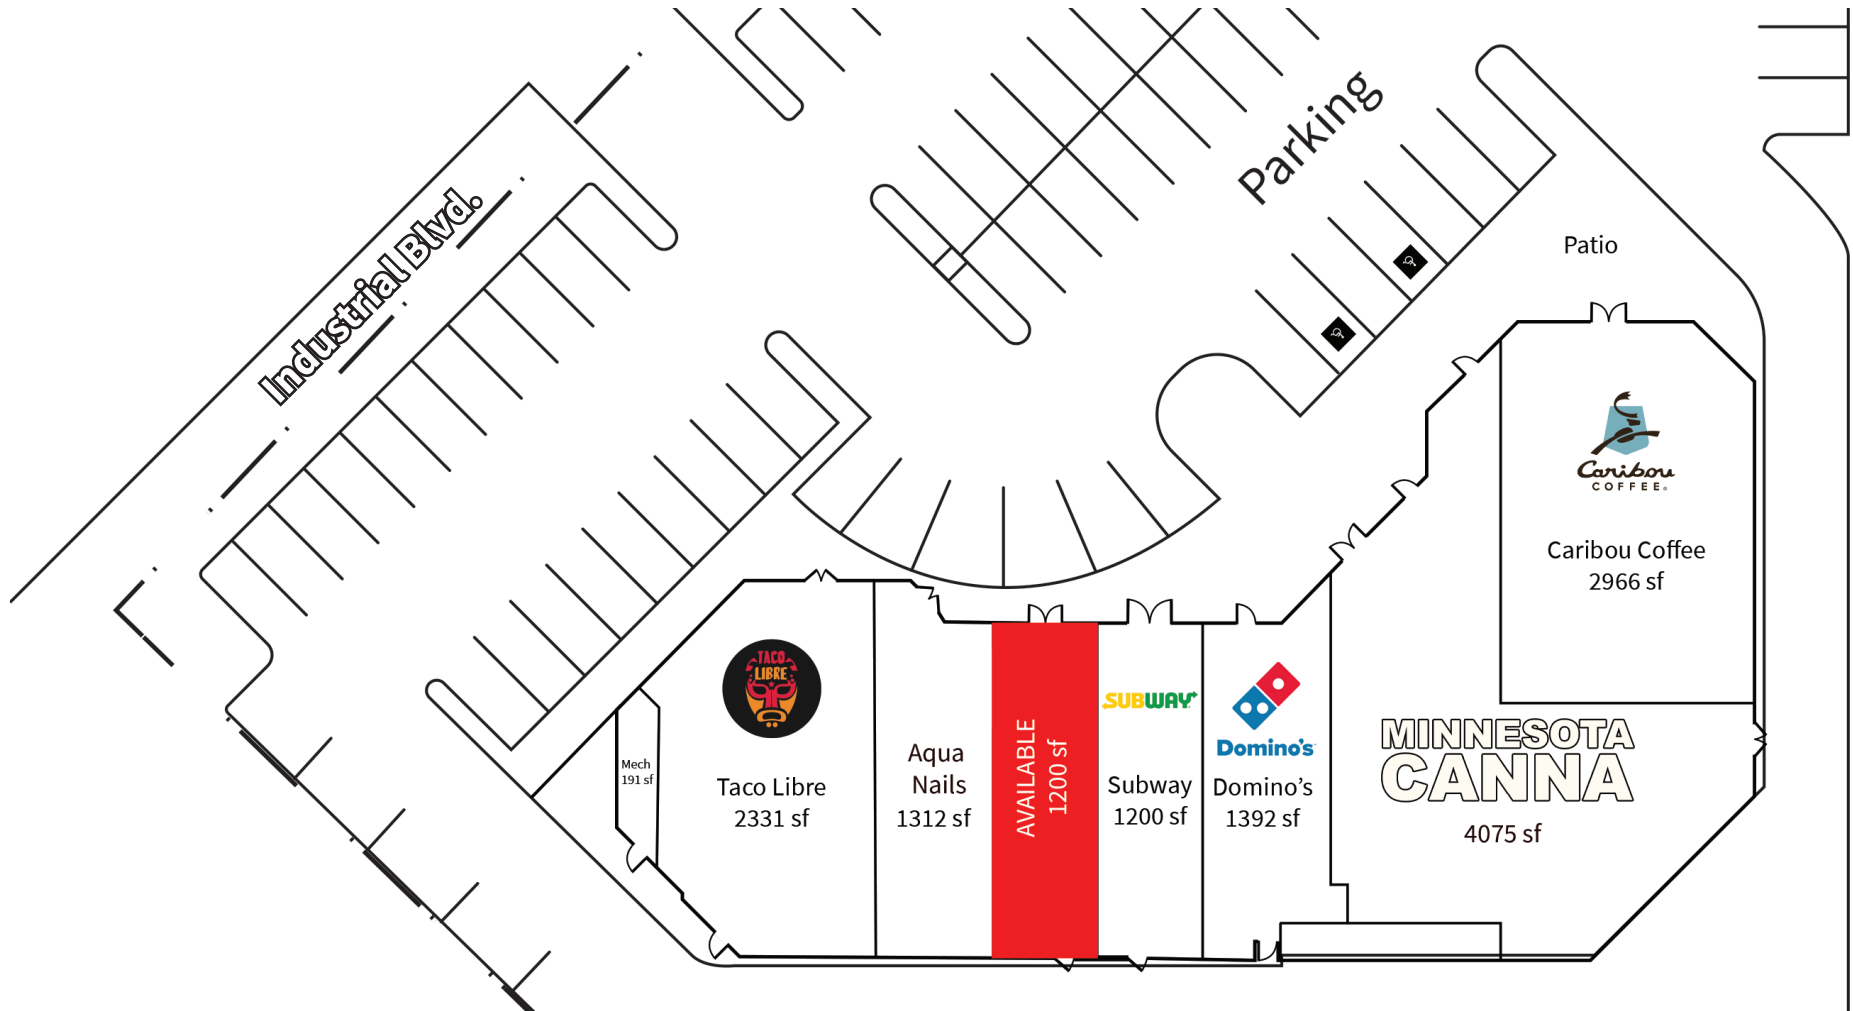 Industrial Blvd.
Parking
Patio
Mech
191 sf
TACO
LIBRE
Taco Libre
2331 sf
Aqua
Nails
1312 sf
AVAILABLE
1200 sf
SUBWAY
Subway
1200 sf
Domino's
Domino’s
1392 sf
MINNESOTA
CANNA
4075 sf
Caribou
COFFEE®
Caribou Coffee
2966 sf